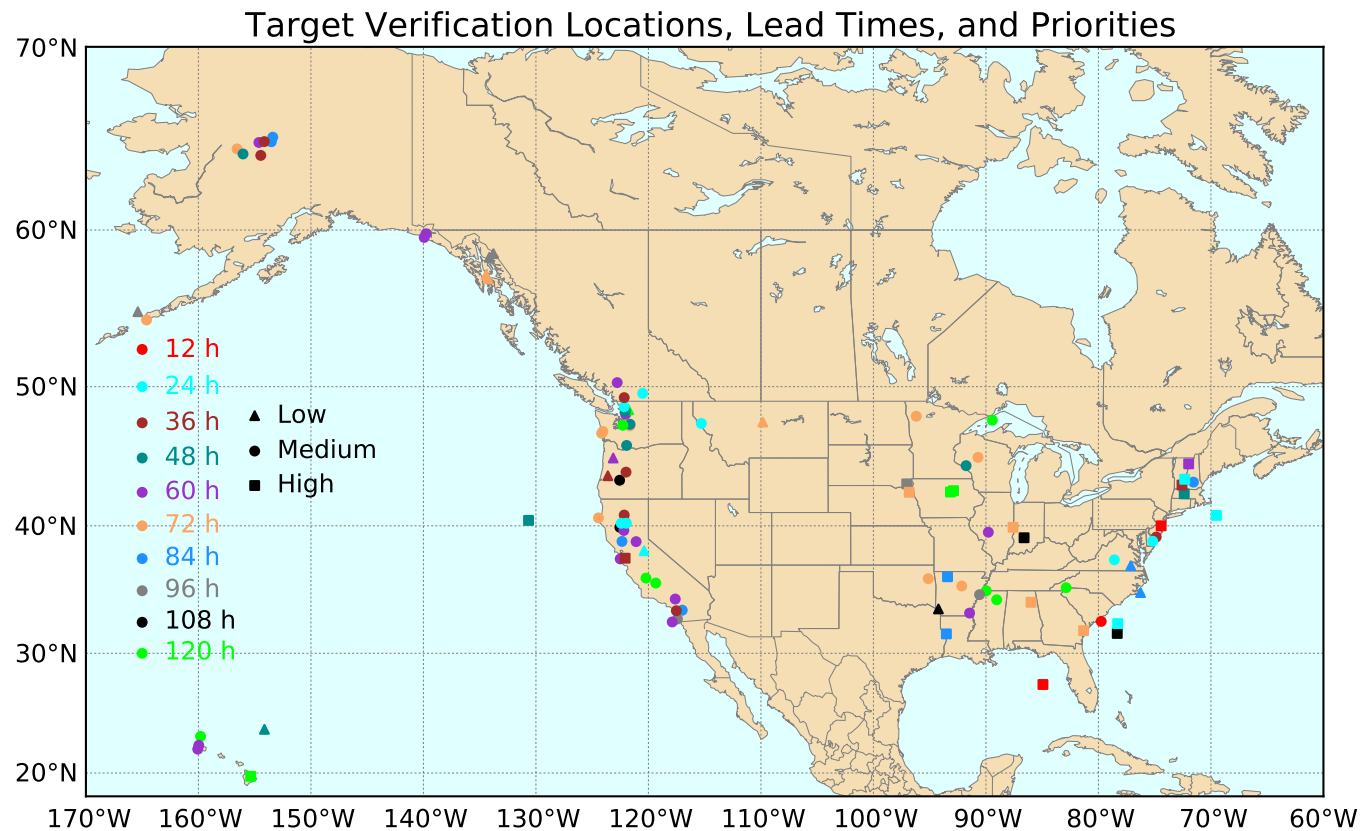 Target Verification Locations, Lead Times, and Priorities
70°N
60°N
50°N
40°N
30°N
20°N
12 h
24 h
36 h
48 h
60 h
72 h
84 h
96 h
108 h
120 h
Low
Medium
High
170°W 160°W 150°W 140°W 130°W 120°W 110°W 100°W 90°W 80°W 70°W 60°W